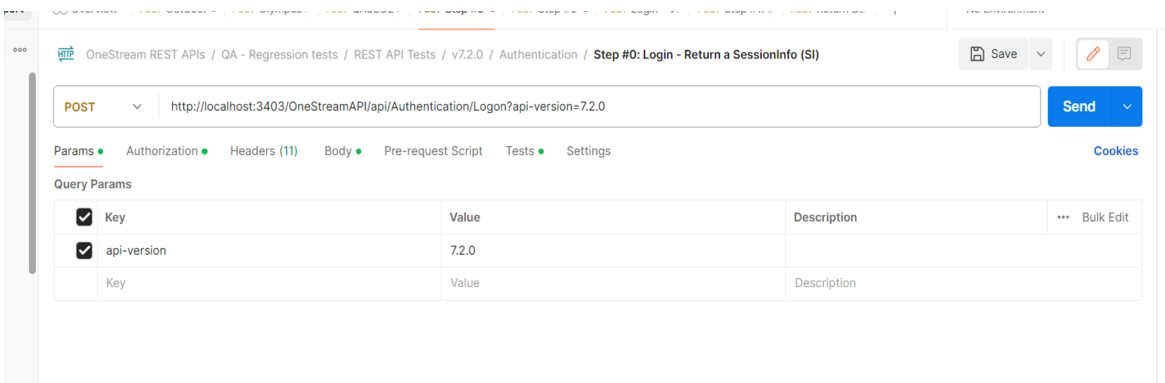 No Environment
HTTP OneStream REST APIs / QA - Regression tests / REST API Tests / v7.2.0 / Authentication / Step #0: Login - Return a SessionInfo (SI) Save
POST http://localhost:3403/OneStreamAPI/api/Authentication/Logon?api-version=7.2.0 Send
Params Authorization Headers (11) Body Pre-request Script Tests Settings Cookies
Query Params
Key Value Description Bulk Edit
api-version 7.2.0
Key Value Description